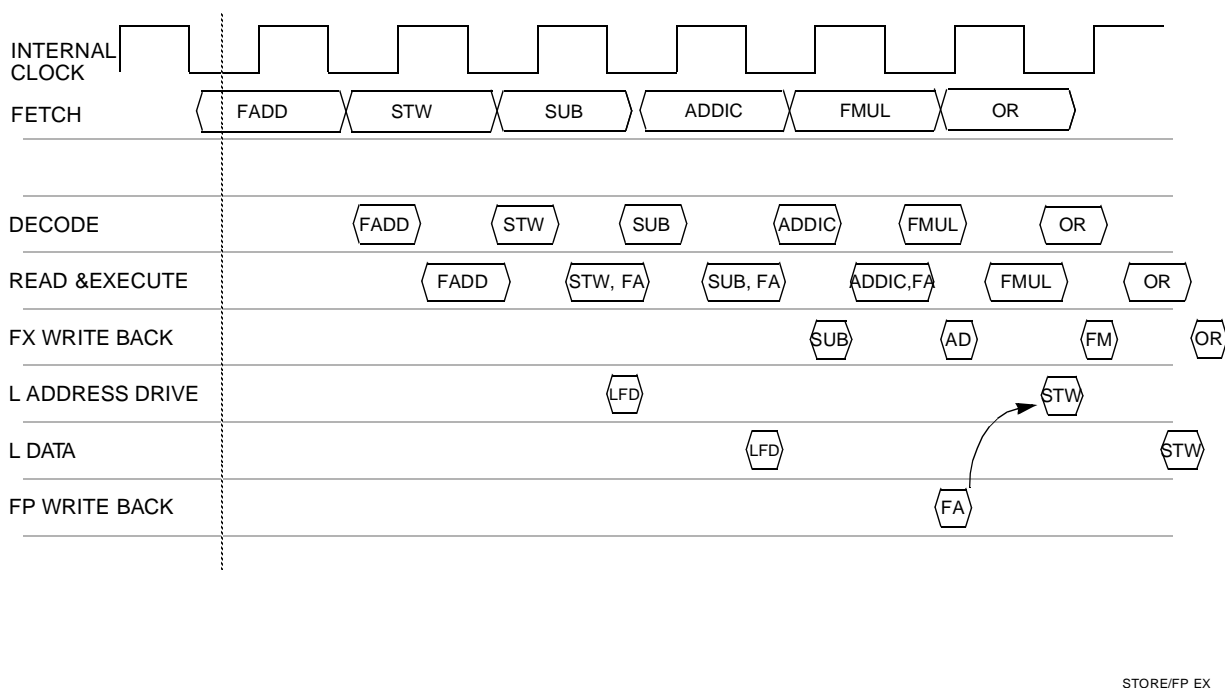 INTERNAL
CLOCK
FETCH FADD STW SUB ADDIC FMUL OR
DECODE FADD STW SUB ADDIC FMUL OR
READ &EXECUTE FADD STW, FA SUB, FA ADDIC,FA FMUL OR
FX WRITE BACK SUB AD FM OR
L ADDRESS DRIVE LFD STW
L DATA LFD STW
FP WRITE BACK FA
STORE/FP EX